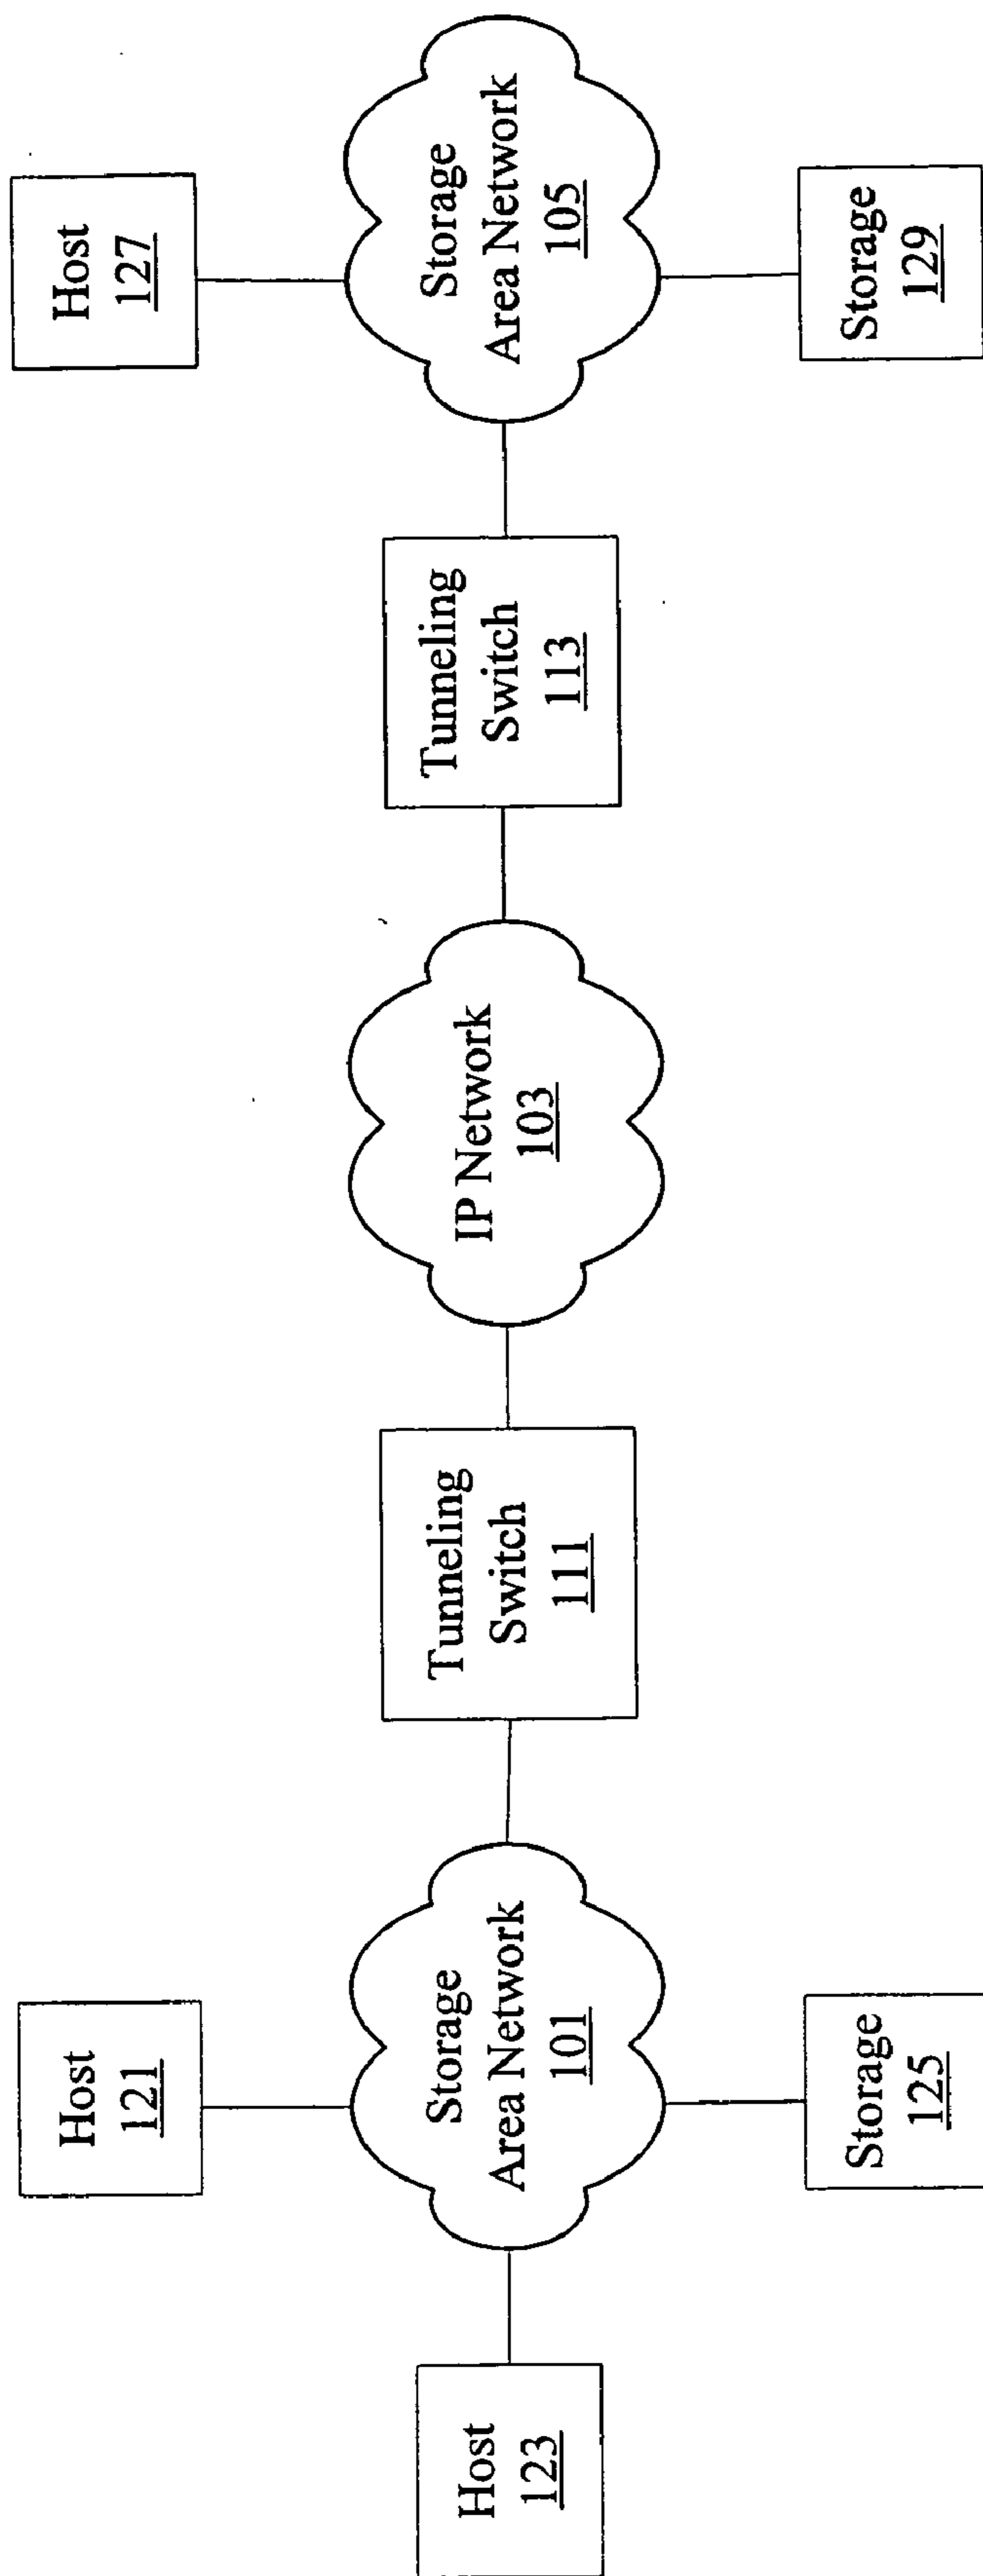 Host
121
Host
127
Host
123
Storage
Area Network
101
Tunneling
Switch
111
IP Network
103
Tunneling
Switch
113
Storage
Area Network
105
Storage
125
Storage
129